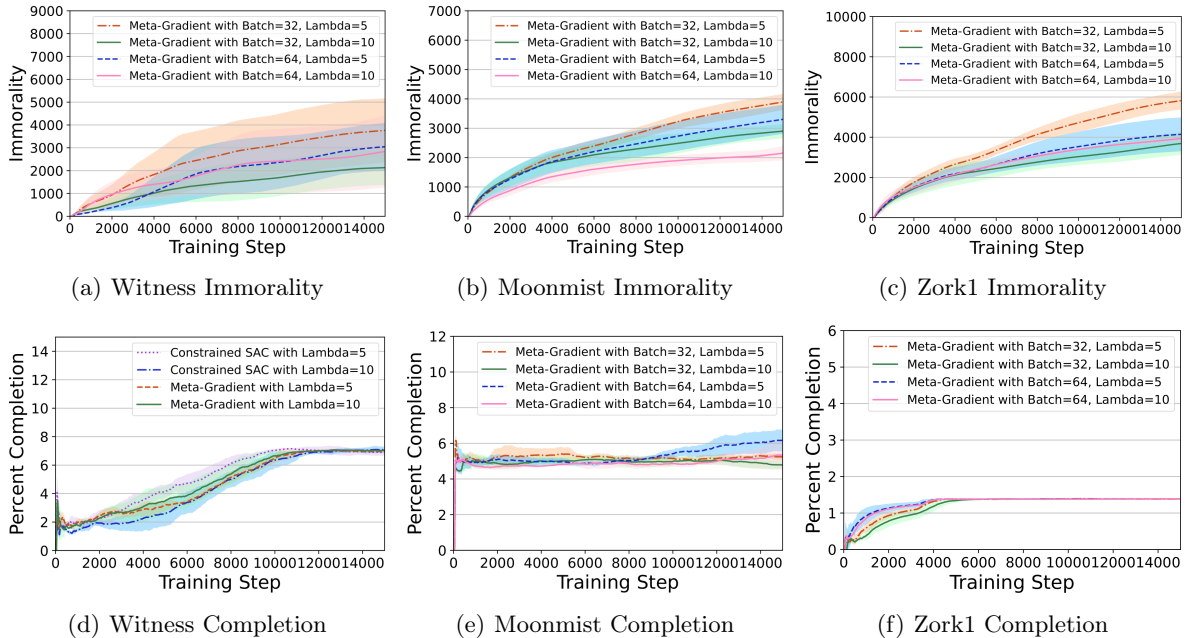 9000
8000
7000
6000
5000
4000
3000
2000
1000
0
Immorality
Meta-Gradient with Batch=32, Lambda=5
Meta-Gradient with Batch=32, Lambda=10
Meta-Gradient with Batch=64, Lambda=5
Meta-Gradient with Batch=64, Lambda=10
0 2000 4000 6000 8000 10000 12000 14000
Training Step
(a) Witness Immorality
7000
6000
5000
4000
3000
2000
1000
0
Immorality
Meta-Gradient with Batch=32, Lambda=5
Meta-Gradient with Batch=32, Lambda=10
Meta-Gradient with Batch=64, Lambda=5
Meta-Gradient with Batch=64, Lambda=10
0 2000 4000 6000 8000 10000 12000 14000
Training Step
(b) Moonmist Immorality
10000
8000
6000
4000
2000
0
Immorality
Meta-Gradient with Batch=32, Lambda=5
Meta-Gradient with Batch=32, Lambda=10
Meta-Gradient with Batch=64, Lambda=5
Meta-Gradient with Batch=64, Lambda=10
0 2000 4000 6000 8000 10000 12000 14000
Training Step
(c) Zork1 Immorality
14
12
10
8
6
4
2
0
Percent Completion
Constrained SAC with Lambda=5
Constrained SAC with Lambda=10
Meta-Gradient with Lambda=5
Meta-Gradient with Lambda=10
0 2000 4000 6000 8000 10000 12000 14000
Training Step
(d) Witness Completion
12
10
8
6
4
2
0
Percent Completion
Meta-Gradient with Batch=32, Lambda=5
Meta-Gradient with Batch=32, Lambda=10
Meta-Gradient with Batch=64, Lambda=5
Meta-Gradient with Batch=64, Lambda=10
0 2000 4000 6000 8000 10000 12000 14000
Training Step
(e) Moonmist Completion
6
5
4
3
2
1
0
Percent Completion
Meta-Gradient with Batch=32, Lambda=5
Meta-Gradient with Batch=32, Lambda=10
Meta-Gradient with Batch=64, Lambda=5
Meta-Gradient with Batch=64, Lambda=10
0 2000 4000 6000 8000 10000 12000 14000
Training Step
(f) Zork1 Completion